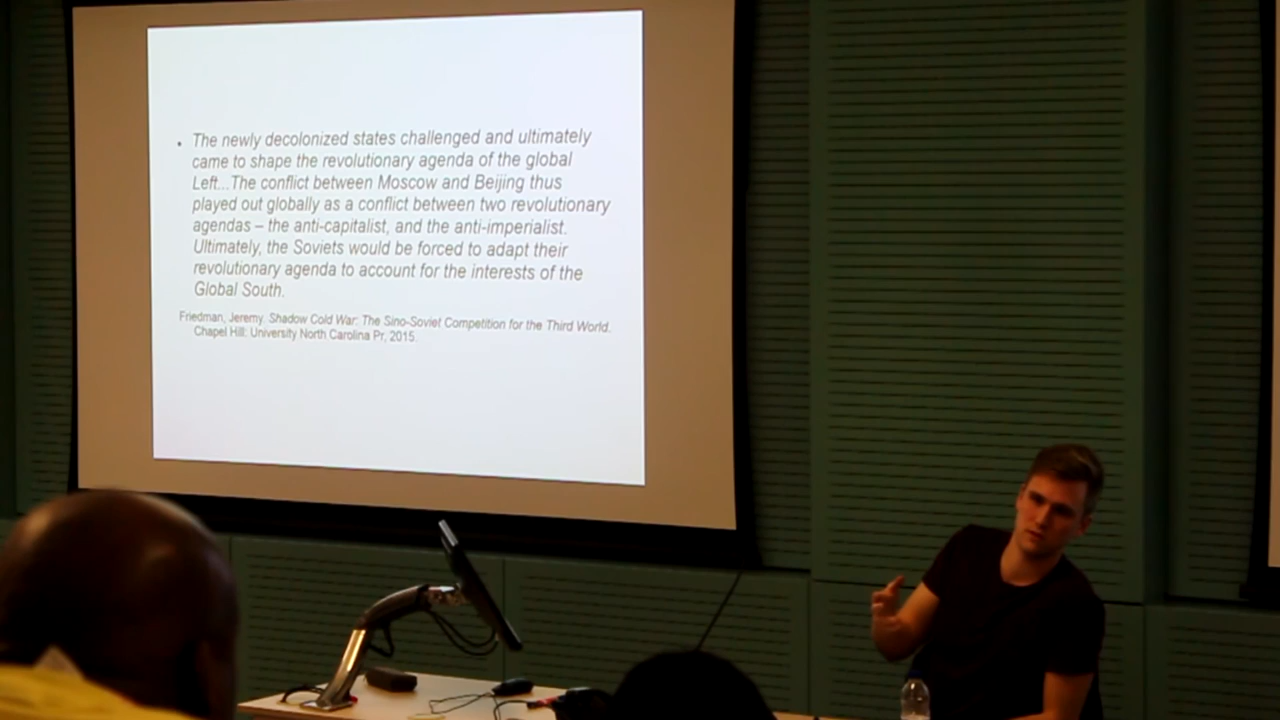 • The newly decolonized states challenged and ultimately
came to shape the revolutionary agenda of the global
Left...The conflict between Moscow and Beijing thus
played out globally as a conflict between two revolutionary
agendas – the anti-capitalist, and the anti-imperialist.
Ultimately, the Soviets would be forced to adapt their
revolutionary agenda to account for the interests of the
Global South.
Friedman, Jeremy. Shadow Cold War: The Sino-Soviet Competition for the Third World.
Chapel Hill: University North Carolina Pr, 2015.